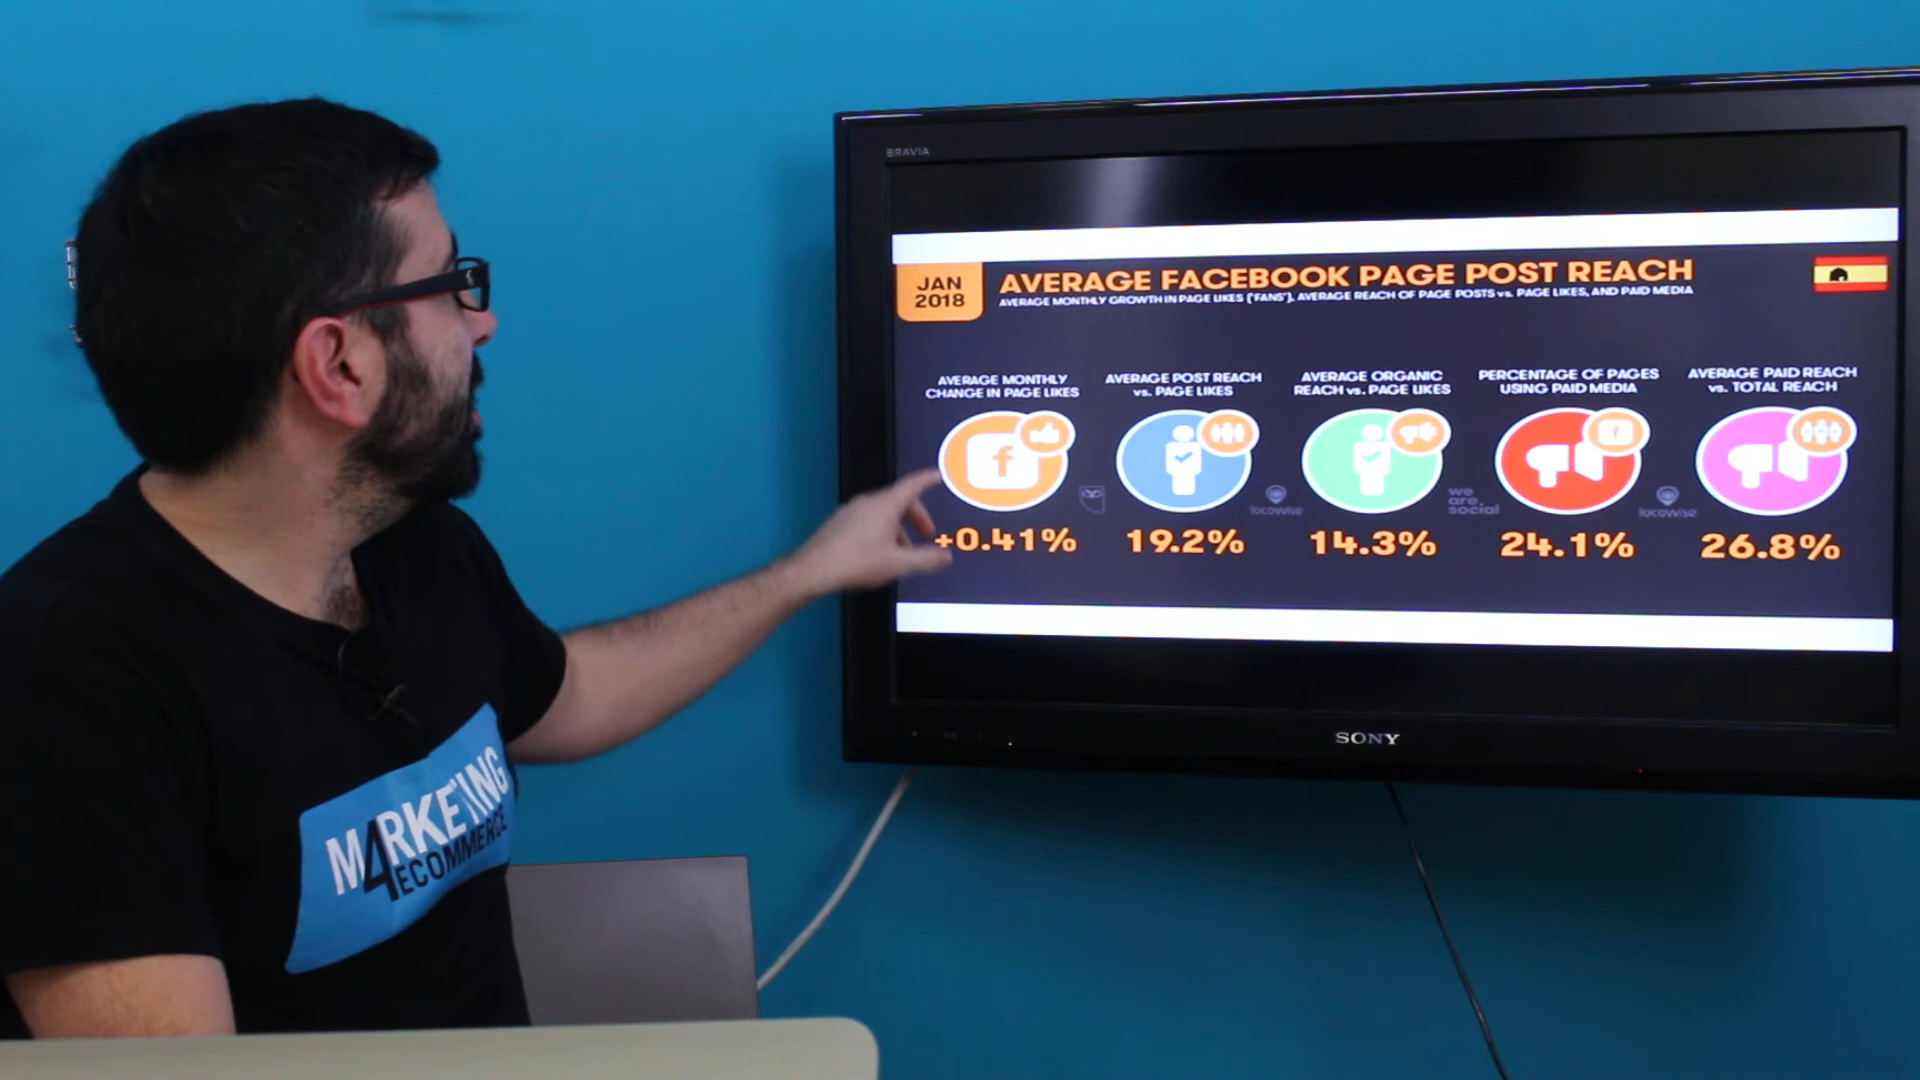 BRAVIA
JAN
2018
AVERAGE FACEBOOK PAGE POST REACH
AVERAGE MONTHLY GROWTH IN PAGE LIKES ('FANS'), AVERAGE REACH OF PAGE POSTS vs. PAGE LIKES, AND PAID MEDIA
AVERAGE MONTHLY
CHANGE IN PAGE LIKES
AVERAGE POST REACH
vs. PAGE LIKES
AVERAGE ORGANIC
REACH vs. PAGE LIKES
PERCENTAGE OF PAGES
USING PAID MEDIA
AVERAGE PAID REACH
vs. TOTAL REACH
f
f
locowise
we
are.
social
locowise
+0.41%
19.2%
14.3%
24.1%
26.8%
SONY
MARKETING
4ECOMMERCE